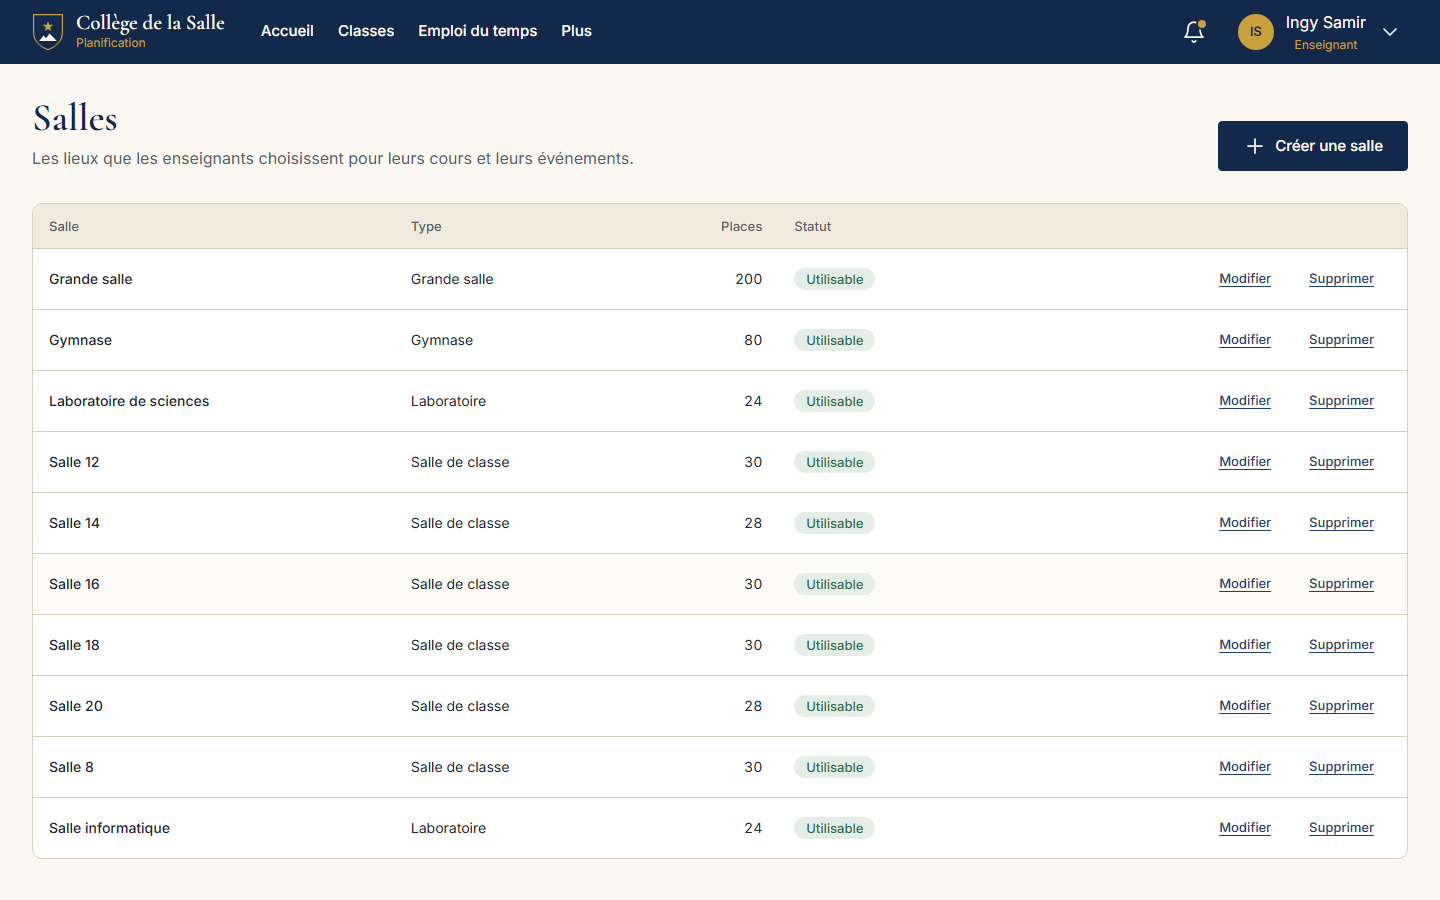 Collège de la Salle
Planification
Accueil Classes Emploi du temps Plus
IS
Ingy Samir
Enseignant
Salles
Les lieux que les enseignants choisissent pour leurs cours et leurs événements.
Créer une salle
Salle Type Places Statut
Grande salle Grande salle 200 Utilisable Modifier Supprimer
Gymnase Gymnase 80 Utilisable Modifier Supprimer
Laboratoire de sciences Laboratoire 24 Utilisable Modifier Supprimer
Salle 12 Salle de classe 30 Utilisable Modifier Supprimer
Salle 14 Salle de classe 28 Utilisable Modifier Supprimer
Salle 16 Salle de classe 30 Utilisable Modifier Supprimer
Salle 18 Salle de classe 30 Utilisable Modifier Supprimer
Salle 20 Salle de classe 28 Utilisable Modifier Supprimer
Salle 8 Salle de classe 30 Utilisable Modifier Supprimer
Salle informatique Laboratoire 24 Utilisable Modifier Supprimer